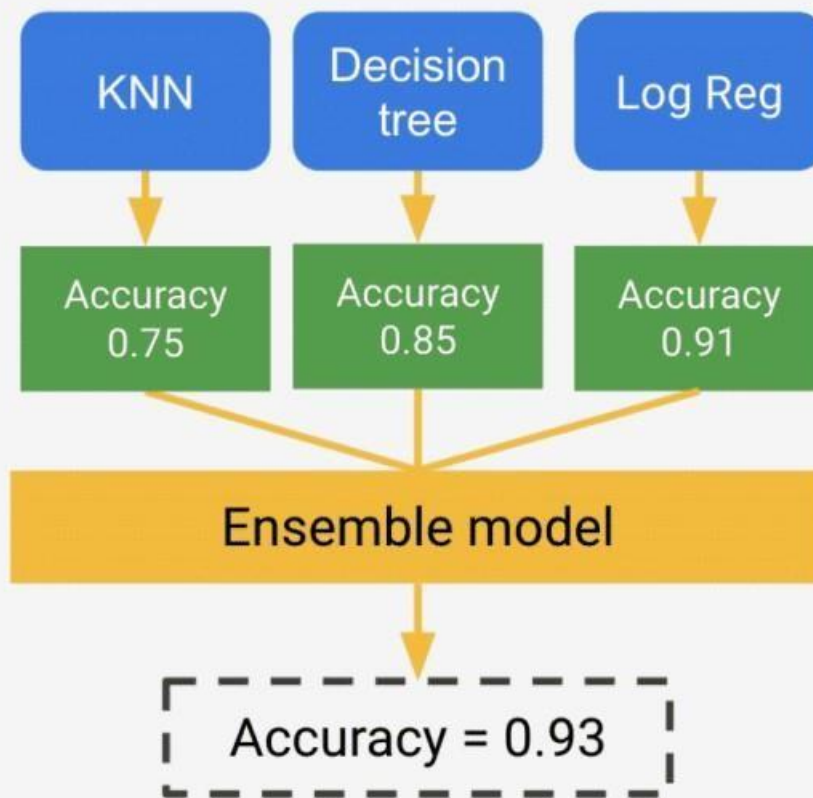 KNN
Decision
tree
Log Reg
Accuracy
0.75
Accuracy
0.85
Accuracy
0.91
Ensemble model
Accuracy = 0.93